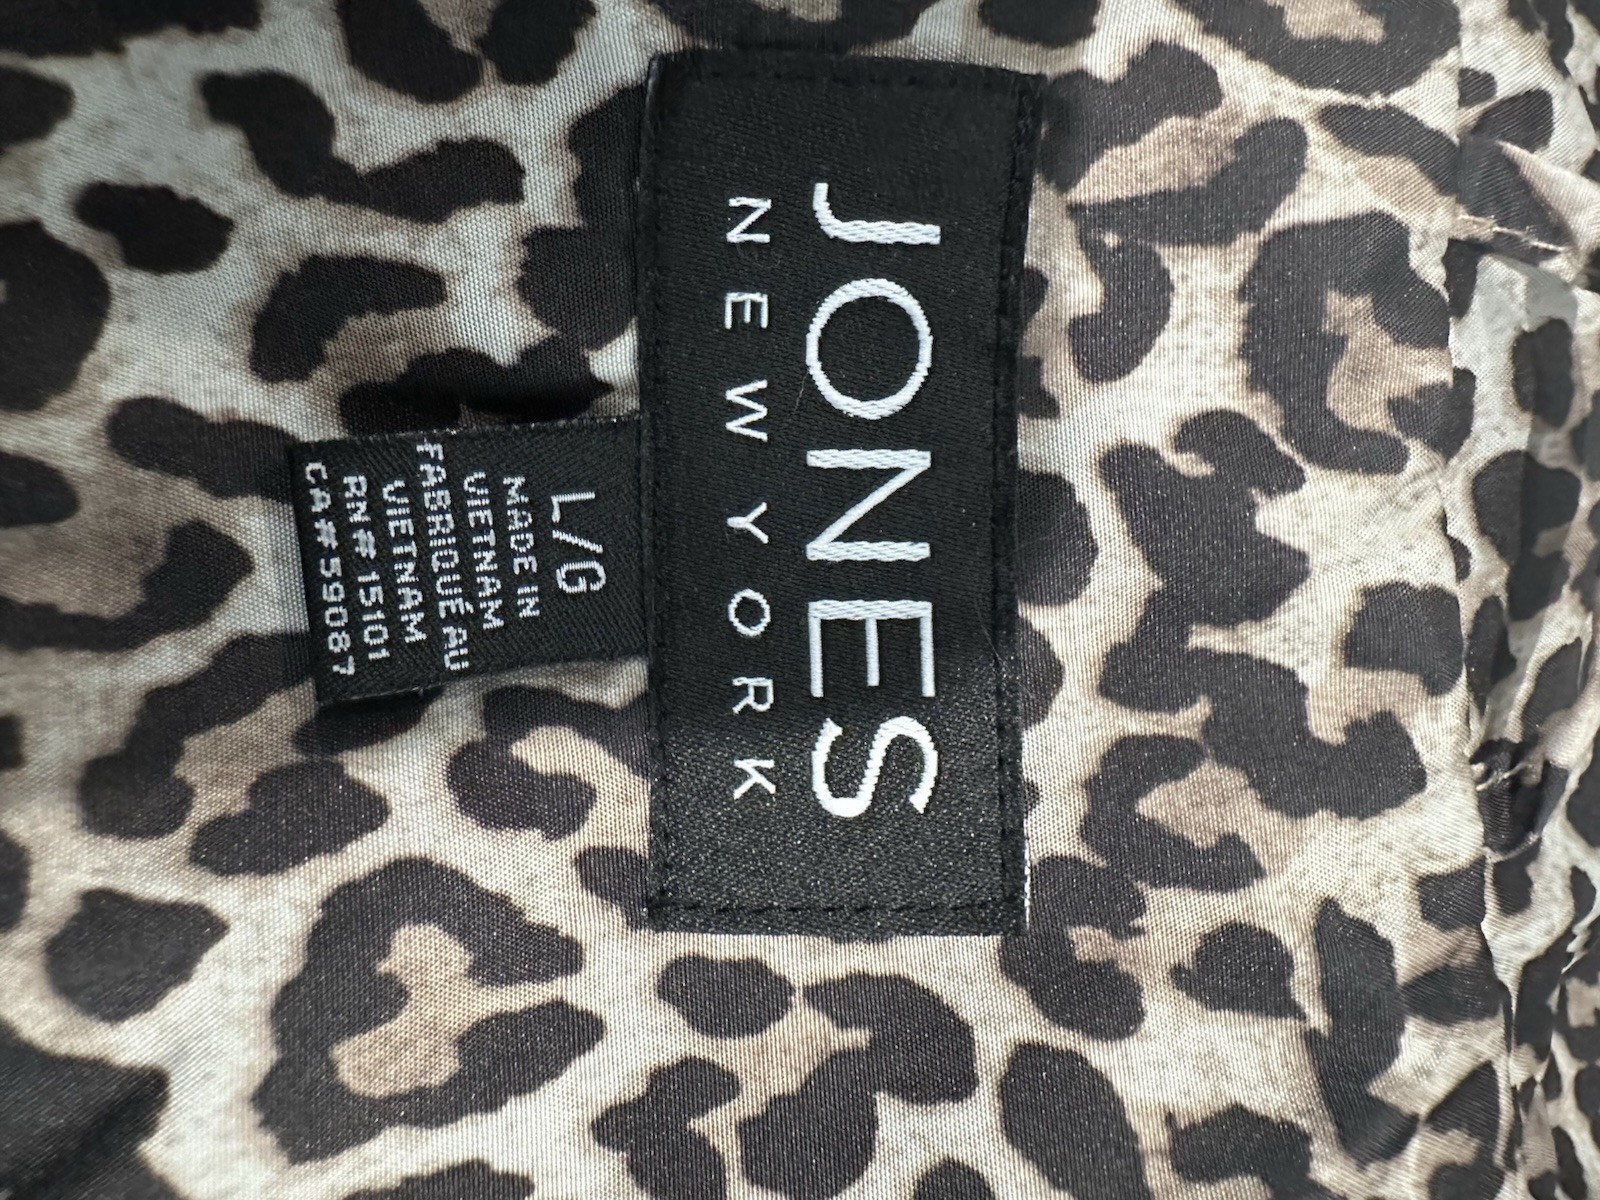 JONES
NEW YORK
L/G
MADE IN
VIETNAM
FABRIQUÉ AU
VIETNAM
RN# 15101
CA#59087